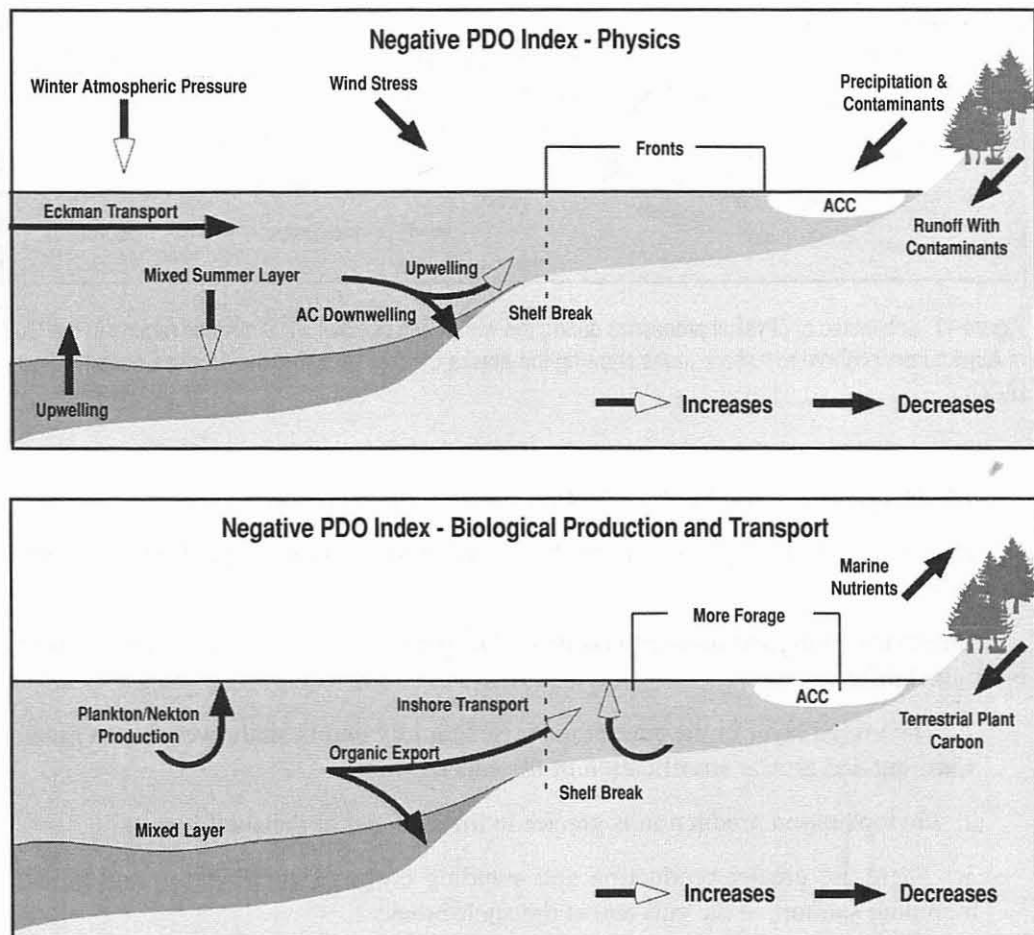 Negative PDO Index - Physics
Winter Atmospheric Pressure
Wind Stress
Precipitation &
Contaminants
Fronts
ACC
Eckman Transport
Runoff With
Contaminants
Mixed Summer Layer
Upwelling
AC Downwelling
Shelf Break
Upwelling
Increases
Decreases
Negative PDO Index - Biological Production and Transport
Marine
Nutrients
More Forage
ACC
Plankton/Nekton
Production
Inshore Transport
Terrestrial Plant
Carbon
Organic Export
Shelf Break
Mixed Layer
Increases
Decreases